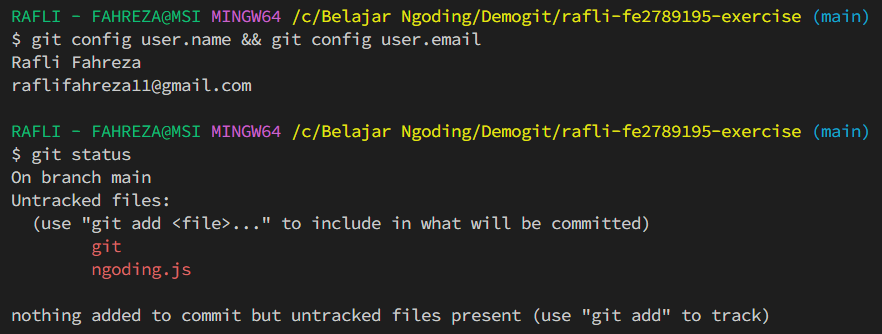 RAFLI - FAHREZA@MSI MINGW64 /c/Belajar Ngoding/Demogit/rafli-fe2789195-exercise (main)
$ git config user.name && git config user.email
Rafli Fahreza
raflifahreza11@gmail.com
RAFLI - FAHREZA@MSI MINGW64 /c/Belajar Ngoding/Demogit/rafli-fe2789195-exercise (main)
$ git status
On branch main
Untracked files:
(use "git add <file>..." to include in what will be committed)
git
ngoding.js
nothing added to commit but untracked files present (use "git add" to track)